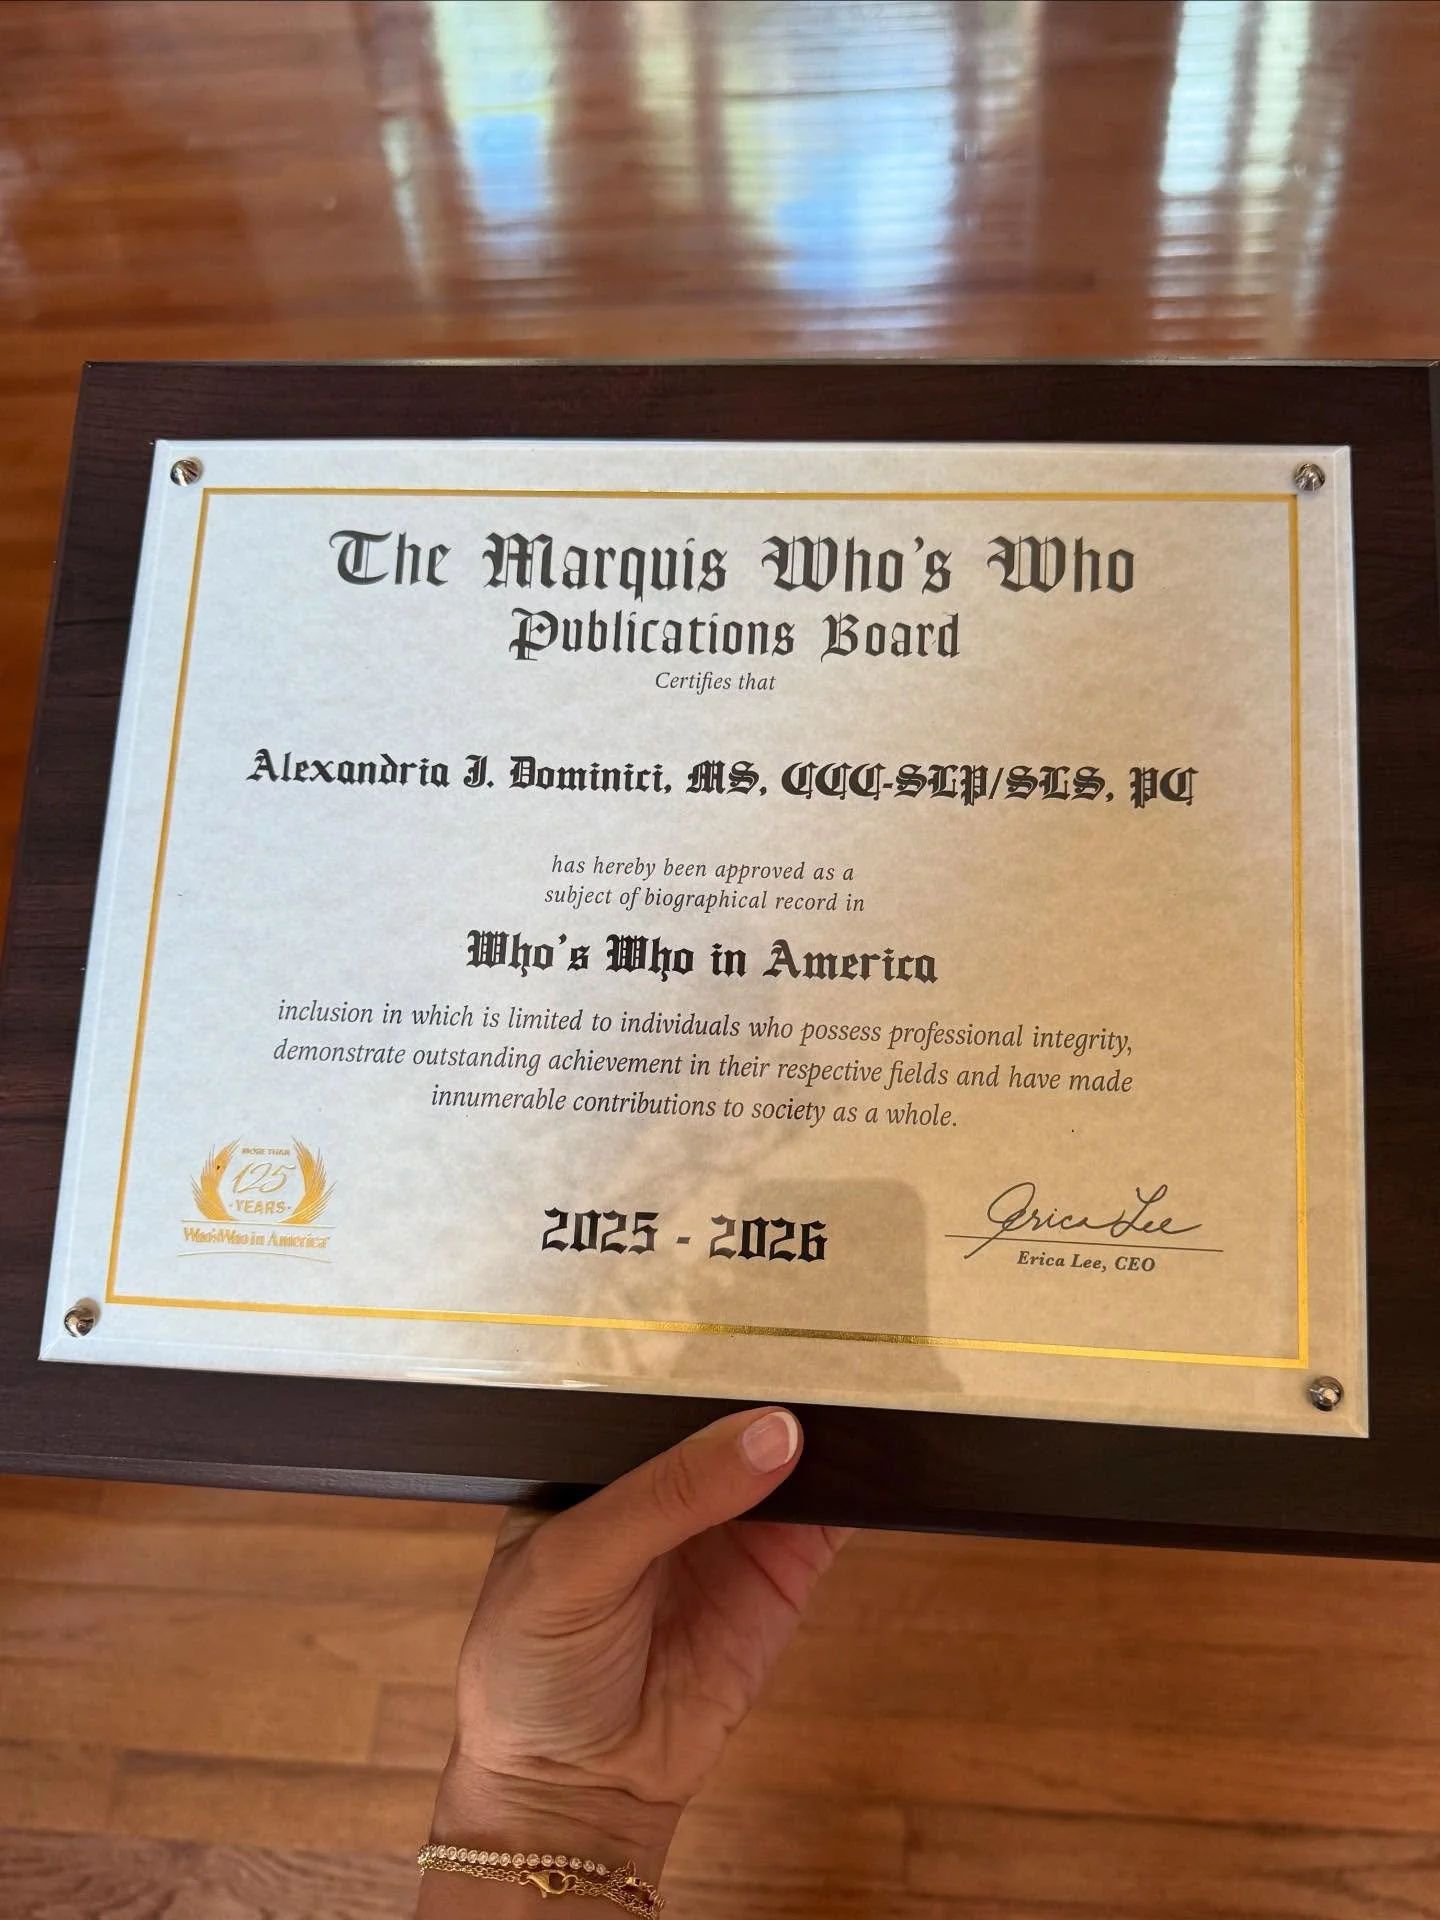 The Marquis Who's Who
Publications Board
Certifies that
Alexandria J. Dominici, MS, CCC-SLP/SLS, PC
has hereby been approved as a
subject of biographical record in
Who's Who in America
inclusion in which is limited to individuals who possess professional integrity,
demonstrate outstanding achievement in their respective fields and have made
innumerable contributions to society as a whole.
MORE THAN
125
·YEARS·
Who'sWho in America
2025 - 2026
Erica Lee
Erica Lee, CEO